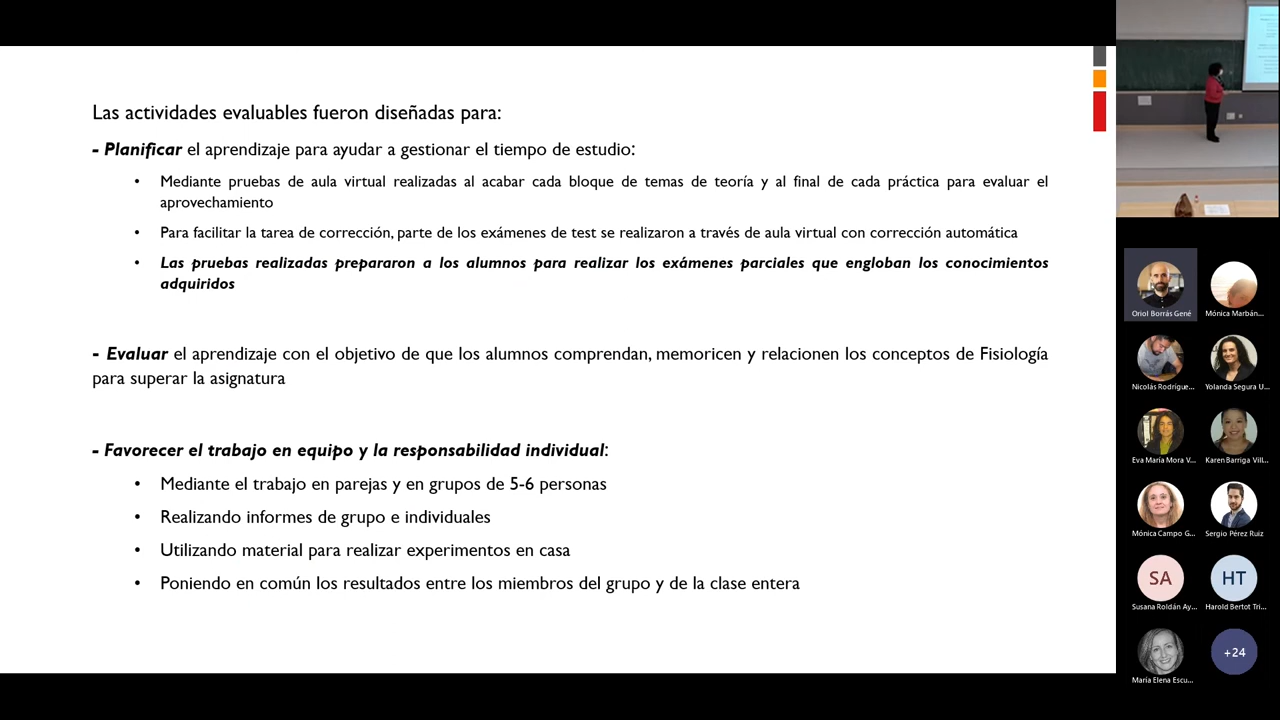 Las actividades evaluables fueron diseñadas para:
- Planificar el aprendizaje para ayudar a gestionar el tiempo de estudio:
• Mediante pruebas de aula virtual realizadas al acabar cada bloque de temas de teoría y al final de cada práctica para evaluar el
aprovechamiento
• Para facilitar la tarea de corrección, parte de los exámenes de test se realizaron a través de aula virtual con corrección automática
• Las pruebas realizadas prepararon a los alumnos para realizar los exámenes parciales que engloban los conocimientos
adquiridos
- Evaluar el aprendizaje con el objetivo de que los alumnos comprendan, memoricen y relacionen los conceptos de Fisiología
para superar la asignatura
- Favorecer el trabajo en equipo y la responsabilidad individual:
• Mediante el trabajo en parejas y en grupos de 5-6 personas
• Realizando informes de grupo e individuales
• Utilizando material para realizar experimentos en casa
• Poniendo en común los resultados entre los miembros del grupo y de la clase entera
Oriol Borrás Gené
Mónica Marbán...
Nicolás Rodrígue...
Yolanda Segura U...
Eva María Mora V...
Karen Barriga Vill...
Mónica Campo G...
Sergio Pérez Ruiz
SA
HT
Susana Roldán Ay...
Harold Bertot Tri...
María Elena Escu...
+24